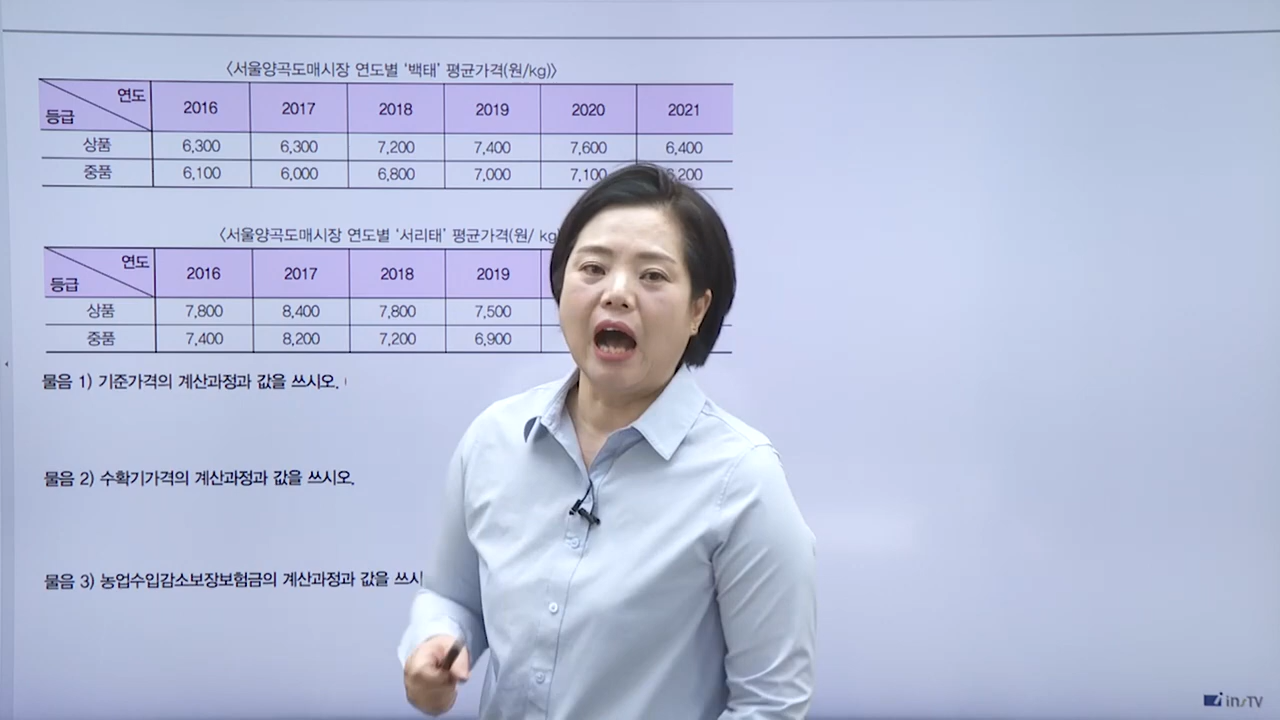 〈서울양곡도매시장 연도별 '백태' 평균가격(원/kg)〉
연도 등급 2016 2017 2018 2019 2020 2021
상품 6,300 6,300 7,200 7,400 7,600 6,400
중품 6,100 6,000 6,800 7,000 7,100 6,200
〈서울양곡도매시장 연도별 '서리태' 평균가격(원/ kg
연도 등급 2016 2017 2018 2019
상품 7,800 8,400 7,800 7,500
중품 7,400 8,200 7,200 6,900
물음 1) 기준가격의 계산과정과 값을 쓰시오.
물음 2) 수확기가격의 계산과정과 값을 쓰시오.
물음 3) 농업수입감소보장보험금의 계산과정과 값을 쓰시
insTV